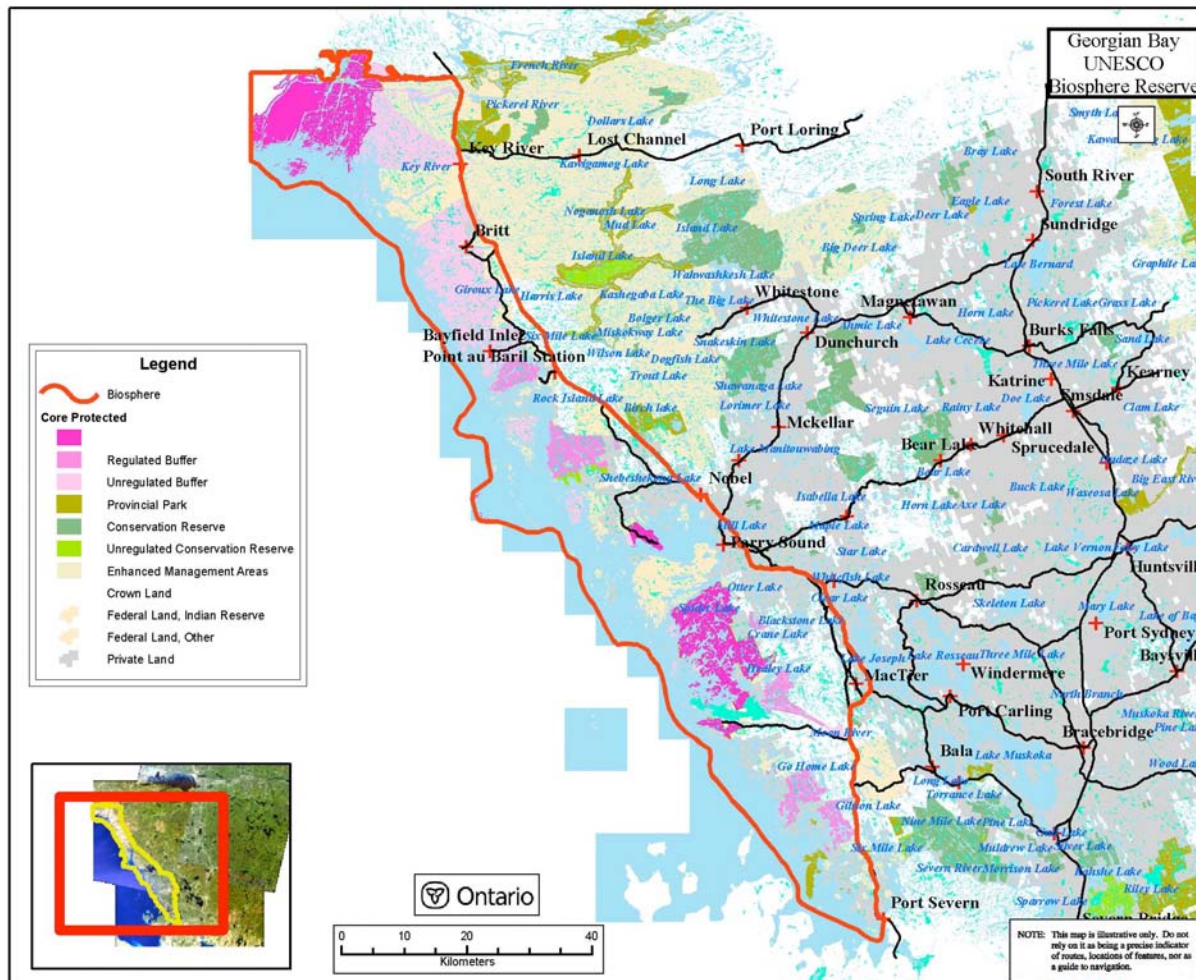 Georgian Bay
UNESCO
Biosphere Reserve
French River
Pickerel River
Dollars Lake
Key River
Lost Channel
Port Loring
Key River
Kawigamog Lake
Long Lake
Bray Lake
South River
Forest Lake
Eagle Lake
Deer Lake
Spring Lake
Sundridge
Noganosh Lake
Mud Lake
Island Lake
Big Deer Lake
Britt
Island Lake
Lake Bernard
Wahwashkesh Lake
Giroux Lake
Harris Lake
Kashegaba Lake
The Big Lake
Whitestone
Magnetawan
Pickerel Lake
Grass Lake
Bolger Lake
Whitestone Lake
Ahmic Lake
Horn Lake
Bayfield Inlet
Six Mile Lake
Miskokway Lake
Snakeskin Lake
Dunchurch
Lake Cecebe
Burks Falls
Sand Lake
Point au Baril Station
Wilson Lake
Dogfish Lake
Three Mile Lake
Kearney
Trout Lake
Shawanaga Lake
Katrine
Emsdale
Rock Island Lake
Birch lake
Lorimer Lake
Seguin Lake
Rainy Lake
Doe Lake
Clam Lake
Mckellar
Whitehall
Bear Lake
Sprucedale
Lake Manitouwabing
Bear Lake
Shebeshekong Lake
Nobel
Isabella Lake
Buck Lake
Waseosa Lake
Horn Lake
Axe Lake
Mill Lake
Maple Lake
Parry Sound
Star Lake
Cardwell Lake
Lake Vernon
Otter Lake
Whitefish Lake
Rosseau
Clear Lake
Skeleton Lake
Mary Lake
Spider Lake
Blackstone Lake
Port Sydney
Crane Lake
Healey Lake
Lake Joseph
Lake Rosseau
Three Mile Lake
MacTier
Windermere
North Branch
Port Carling
Moon River
Bracebridge
Bala
Lake Muskoka
Go Home Lake
Long Lake
Torrance Lake
Gibson Lake
Nine Mile Lake
Pine Lake
Six Mile Lake
Muldrew Lake
Silver Lake
Severn River
Morrison Lake
Kahshe Lake
Riley Lake
Sparrow Lake
Port Severn
Legend
Biosphere
Core Protected
Regulated Buffer
Unregulated Buffer
Provincial Park
Conservation Reserve
Unregulated Conservation Reserve
Enhanced Management Areas
Crown Land
Federal Land, Indian Reserve
Federal Land, Other
Private Land
Ontario
0 10 20 40
Kilometers
NOTE: This map is illustrative only. Do not
rely on it as being a precise indicator
of routes, locations of features, nor as
a guide to navigation.